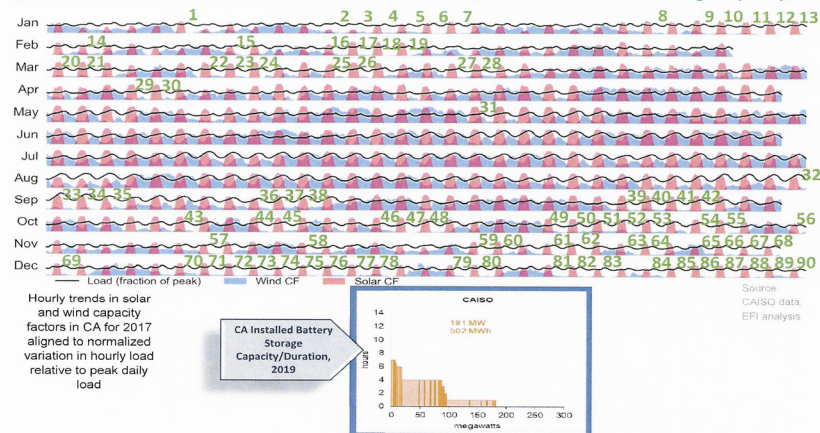 Jan 1 2 3 4 5 6 7 8 9 10 11 12 13
Feb 14 15 16 17 18 19
Mar 20 21 22 23 24 25 26 27 28
Apr 29 30
May 31
Jun
Jul
Aug 32
Sep 33 34 35 36 37 38 39 40 41 42
Oct 43 44 45 46 47 48 49 50 51 52 53 54 55 56
Nov 57 58 59 60 61 62 63 64 65 66 67 68
Dec 69 70 71 72 73 74 75 76 77 78 79 80 81 82 83 84 85 86 87 88 89 90
Load (fraction of peak) Wind CF Solar CF
Hourly trends in solar
and wind capacity
factors in CA for 2017
aligned to normalized
variation in hourly load
relative to peak daily
load
CA Installed Battery
Storage
Capacity/Duration,
2019
CAISO
181 MW
502 MWh
14
12
10
8
6
4
2
0
hours
0 50 100 150 200 250 300
megawatts
Source
CAISO data.
EFI analysis